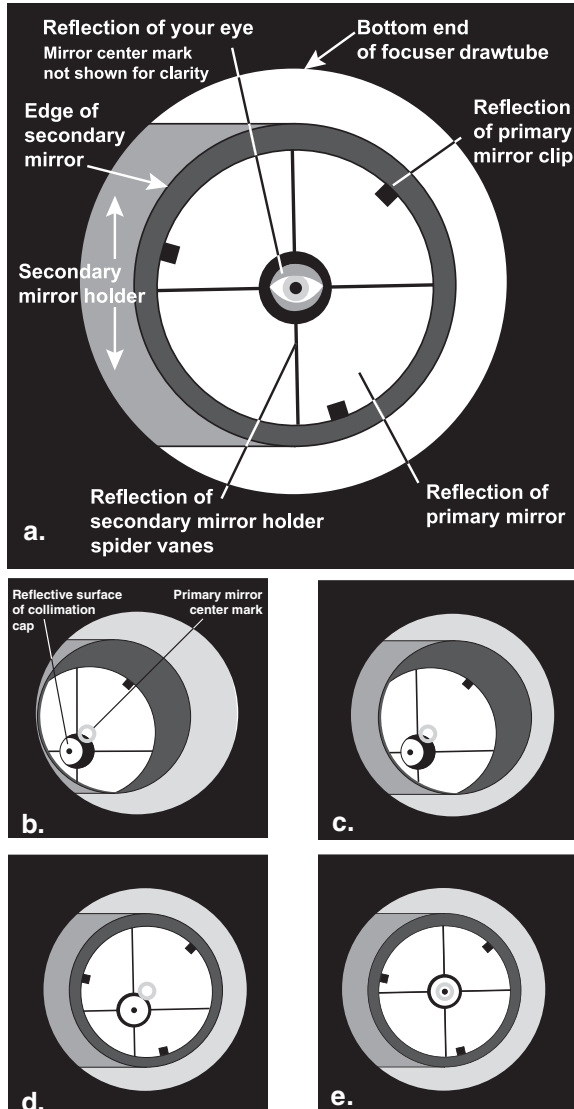 Reflection of your eye
Mirror center mark
not shown for clarity
Bottom end
of focuser drawtube
Edge of
secondary
mirror
Reflection
of primary
mirror clip
Secondary
mirror holder
Reflection of
secondary mirror holder
spider vanes
Reflection of
primary mirror
a.
Reflective surface
of collimation
cap
Primary mirror
center mark
b.
c.
d.
e.